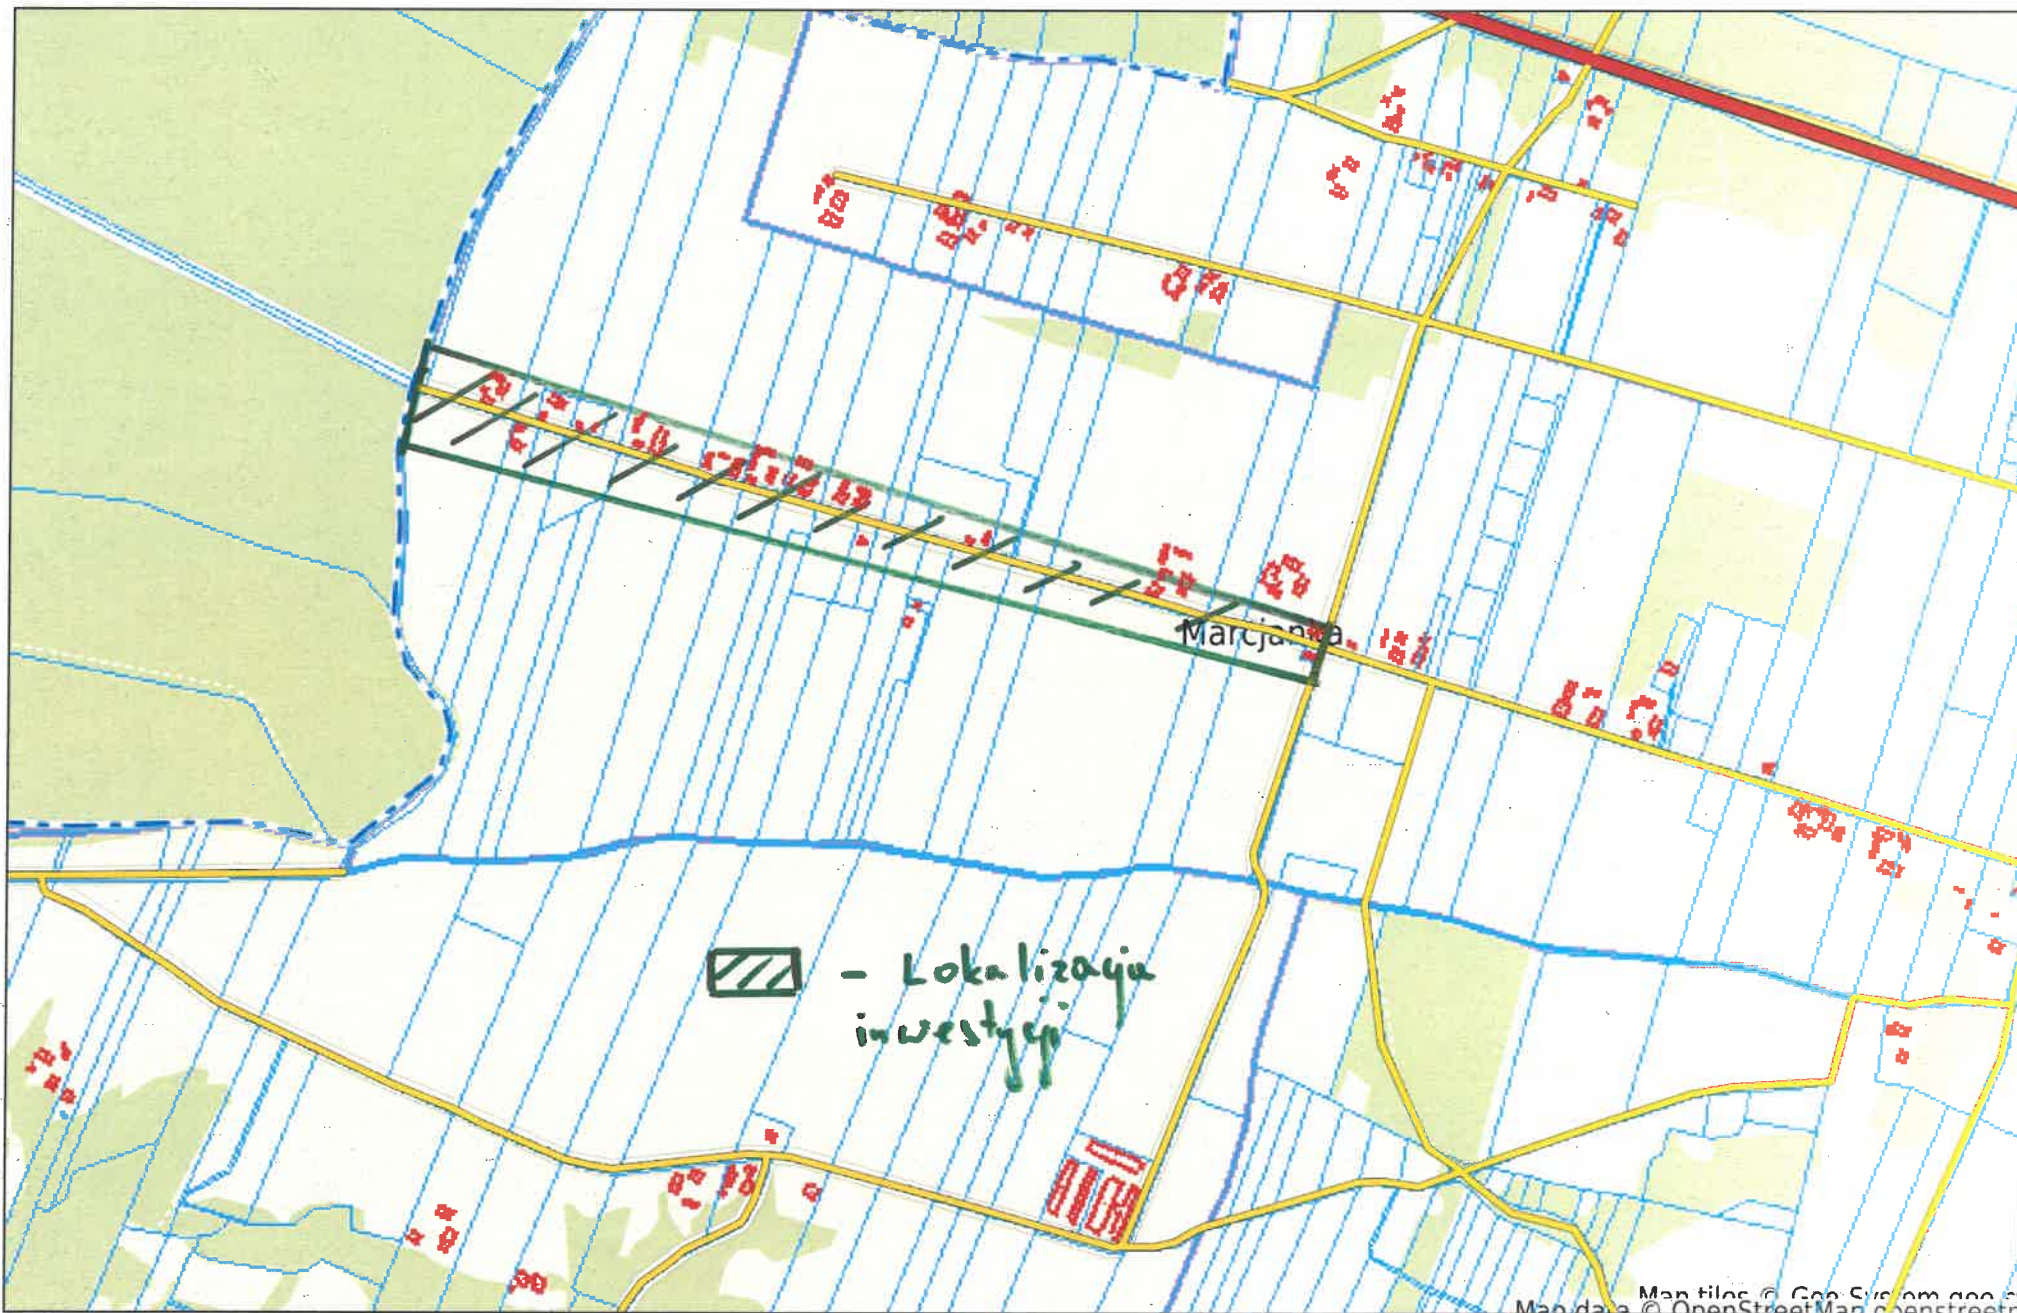 Marcjanka
- Lokalizacja
inwestycji
Map tiles © Geo-System
Map data © OpenStreetMap